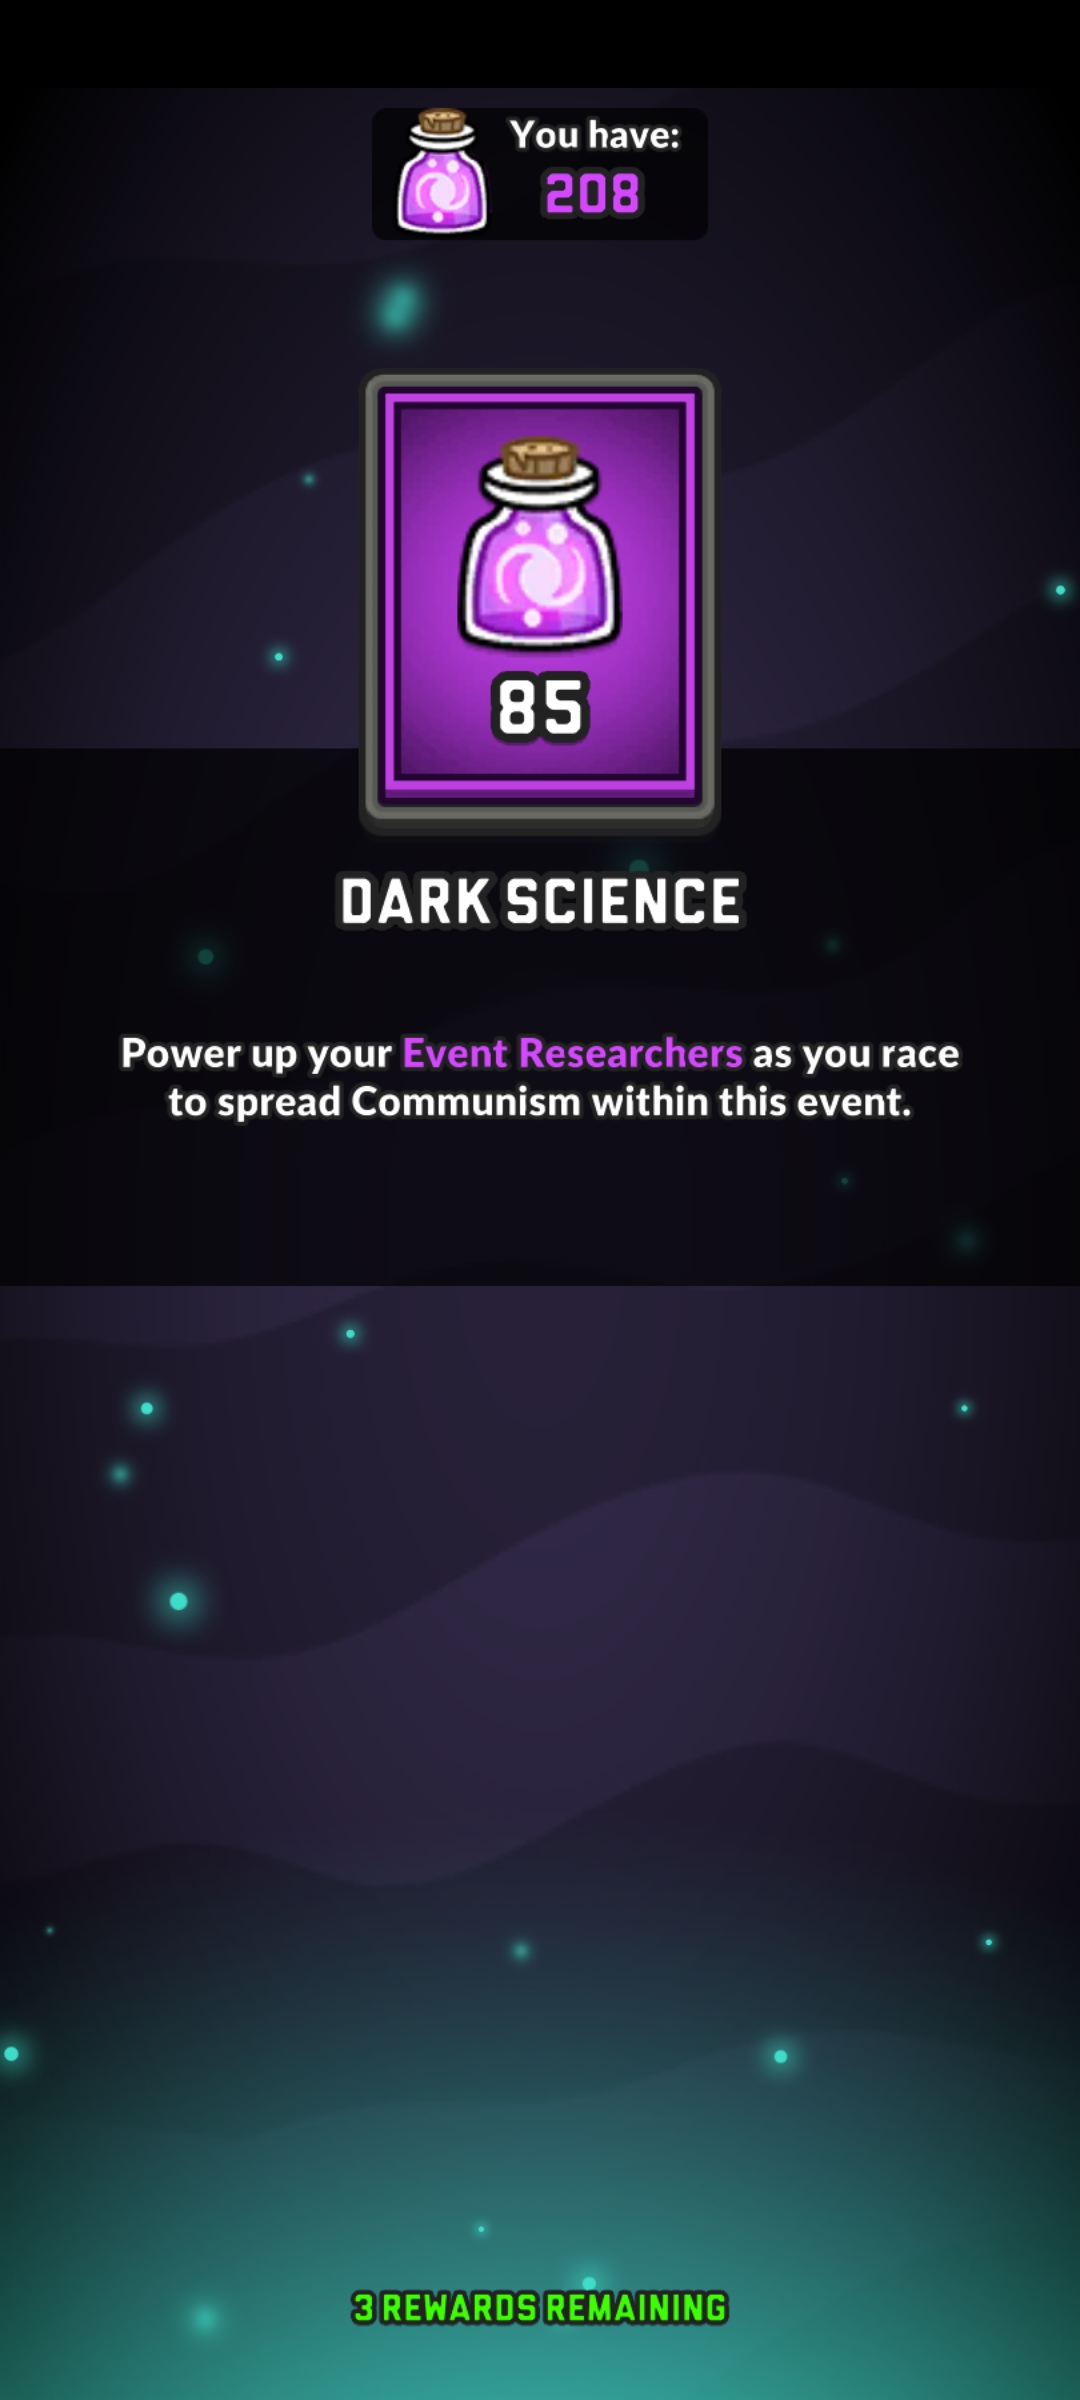 You have:
208
85
DARK SCIENCE
Power up your Event Researchers as you race
to spread Communism within this event.
3 REWARDS REMAINING